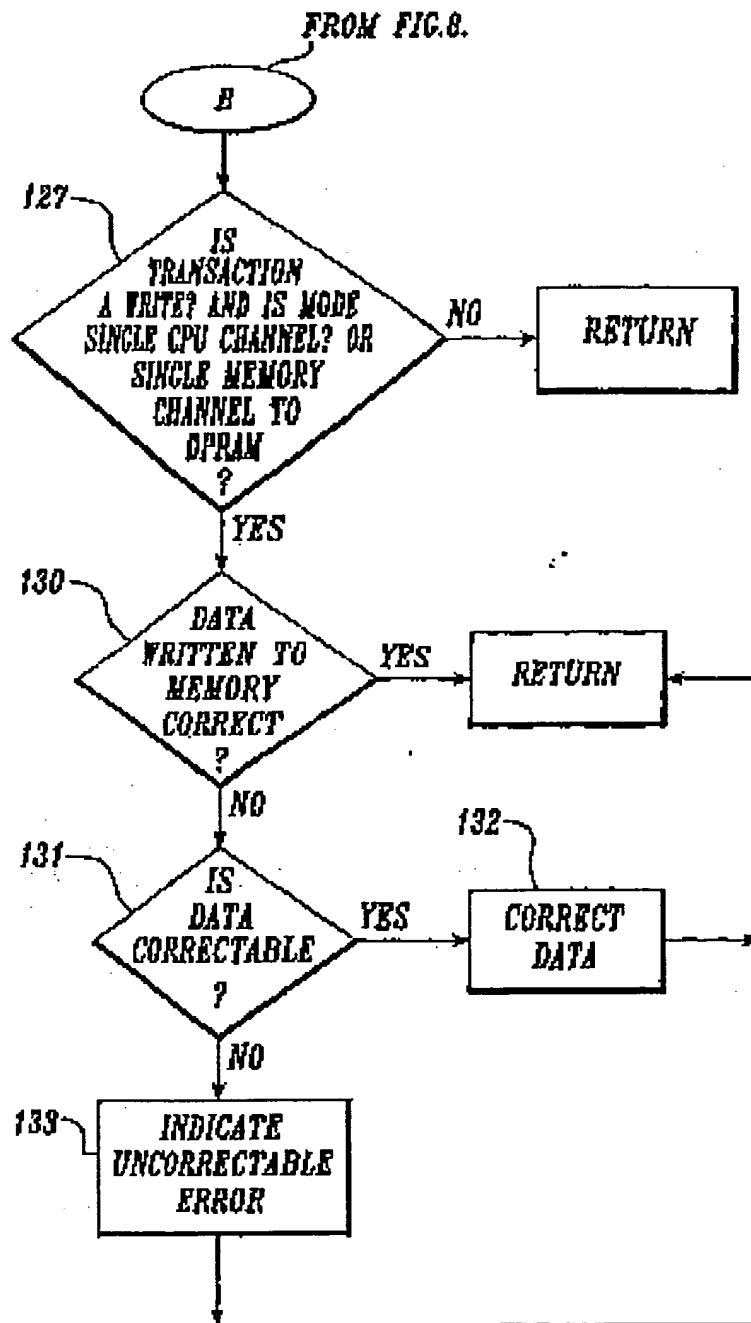 FROM FIG.8.
B
127
IS
TRANSACTION
A WRITE? AND IS MODE
SINGLE CPU CHANNEL? OR
SINGLE MEMORY
CHANNEL TO
DPRAM
?
NO
RETURN
YES
130
DATA
WRITTEN TO
MEMORY
CORRECT
?
YES
RETURN
NO
131
IS
DATA
CORRECTABLE
?
YES
132
CORRECT
DATA
NO
133
INDICATE
UNCORRECTABLE
ERROR